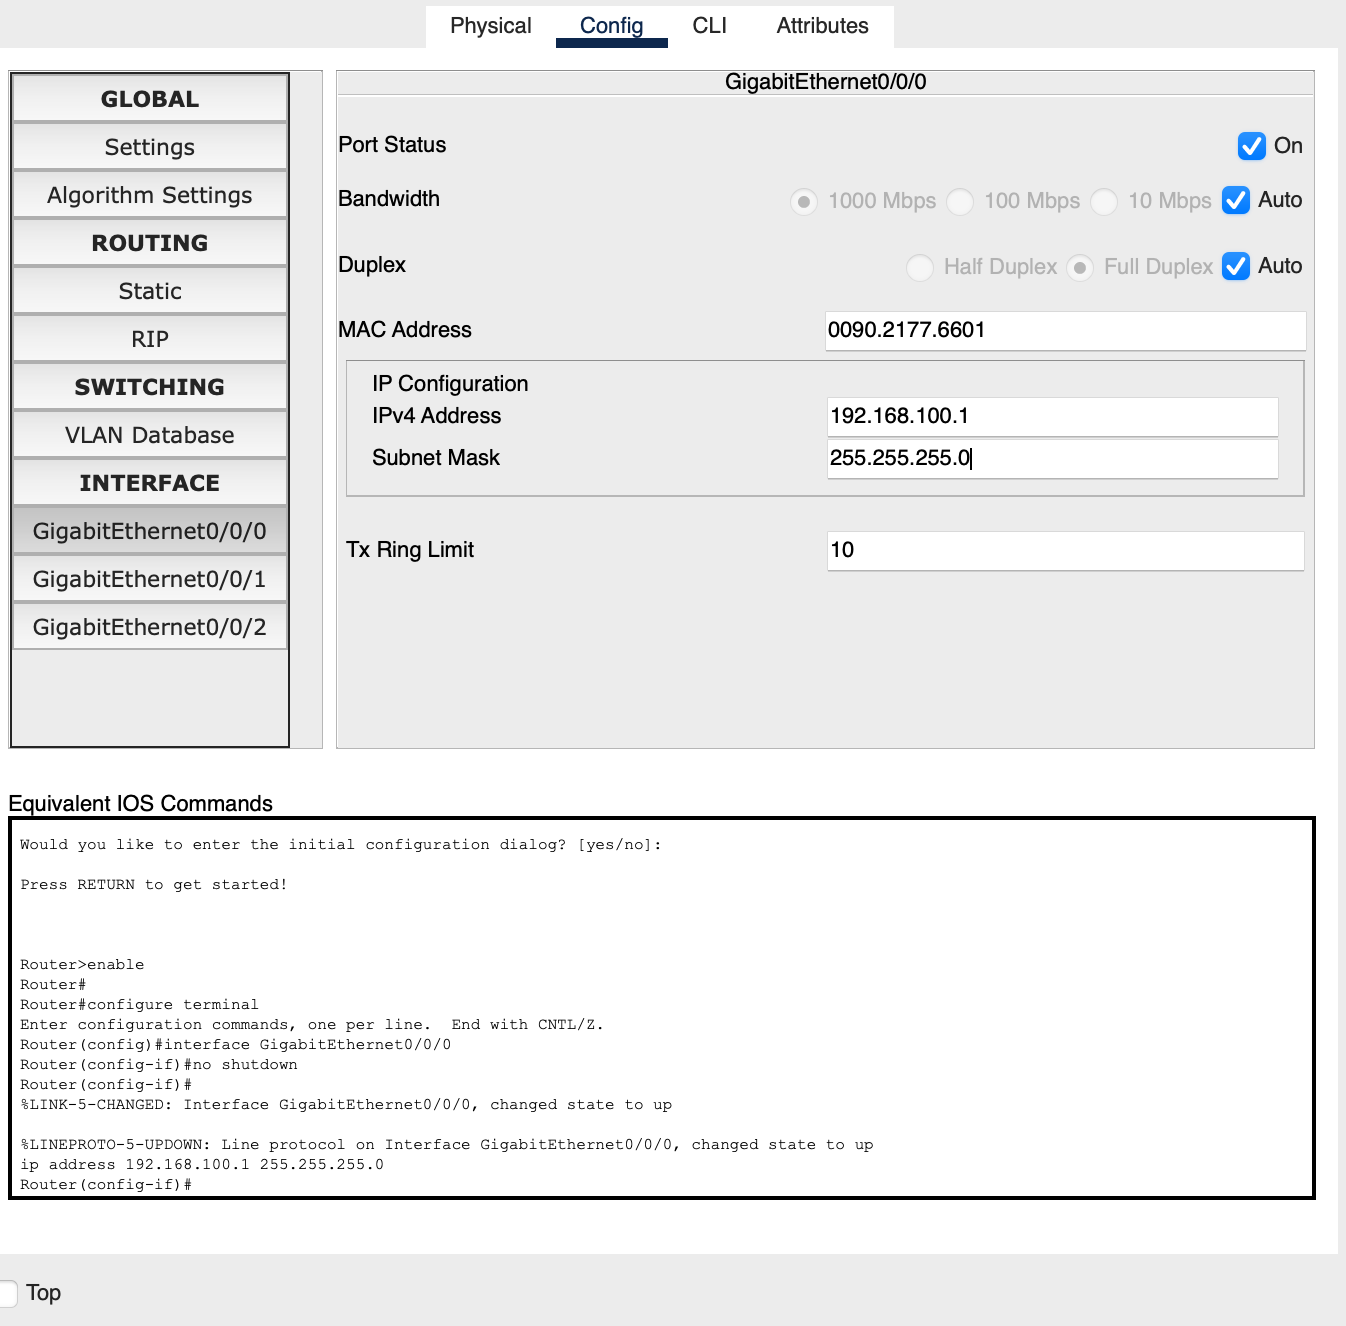 Physical Config CLI Attributes
GLOBAL
Settings
Algorithm Settings
ROUTING
Static
RIP
SWITCHING
VLAN Database
INTERFACE
GigabitEthernet0/0/0
GigabitEthernet0/0/1
GigabitEthernet0/0/2
GigabitEthernet0/0/0
Port Status On
Bandwidth 1000 Mbps 100 Mbps 10 Mbps Auto
Duplex Half Duplex Full Duplex Auto
MAC Address 0090.2177.6601
IP Configuration
IPv4 Address 192.168.100.1
Subnet Mask 255.255.255.0
Tx Ring Limit 10
Equivalent IOS Commands
Would you like to enter the initial configuration dialog? [yes/no]:
Press RETURN to get started!
Router>enable
Router#
Router#configure terminal
Enter configuration commands, one per line.  End with CNTL/Z.
Router(config)#interface GigabitEthernet0/0/0
Router(config-if)#no shutdown
Router(config-if)#
%LINK-5-CHANGED: Interface GigabitEthernet0/0/0, changed state to up
%LINEPROTO-5-UPDOWN: Line protocol on Interface GigabitEthernet0/0/0, changed state to up
ip address 192.168.100.1 255.255.255.0
Router(config-if)#
Top